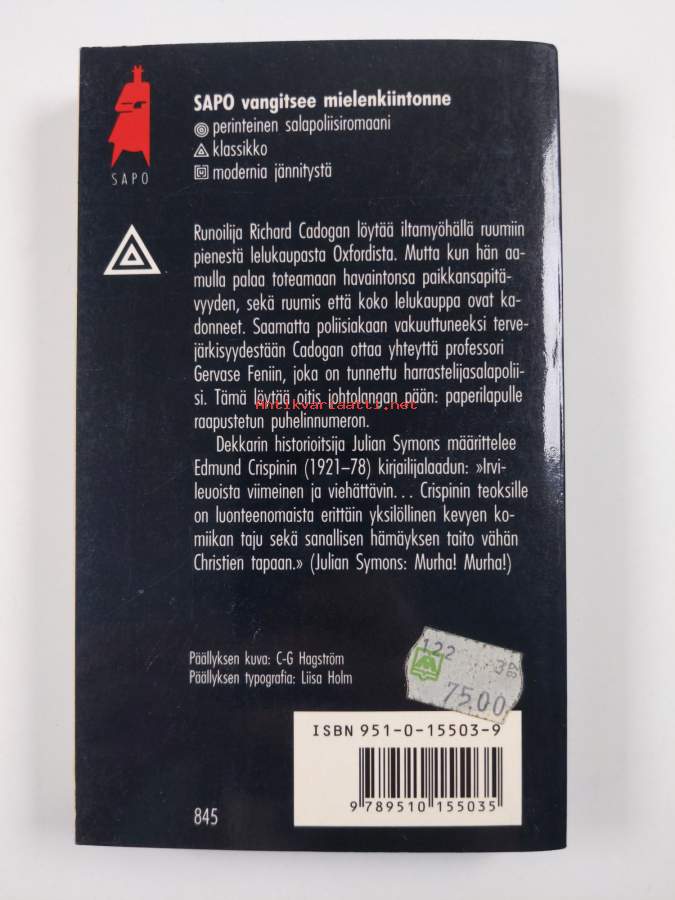 SAPO vangitsee mielenkiintonne
perinteinen salapoliisiromaani
klassikko
modernia jännitystä
SAPO
Runoilija Richard Cadogan löytää iltamyöhällä ruumiin
pienestä lelukaupasta Oxfordista. Mutta kun hän aa-
mulla palaa toteamaan havaintonsa paikkansapitä-
vyyden, sekä ruumis että koko lelukauppa ovat ka-
donneet. Saamatta poliisiakaan vakuuttuneeksi terve-
järkisyydestään Cadogan ottaa yhteyttä professori
Gervase Feniin, joka on tunnettu harrastelijasalapolii-
si. Tämä löytää oitis johtolangan pään: paperilapulle
Antikvariaatti.net
raapustetun puhelinnumeron.
Dekkarin historioitsija Julian Symons määrittelee
Edmund Crispinin (1921–78) kirjailijalaadun: »Irvi-
leuoista viimeinen ja viehättävin... Crispinin teoksille
on luonteenomaista erittäin yksilöllinen kevyen ko-
miikan taju sekä sanallisen hämäyksen taito vähän
Christien tapaan.» (Julian Symons: Murha! Murha!)
Päällyksen kuva: C-G Hagström
Päällyksen typografia: Liisa Holm
122 3
75.00
ISBN 951-0-15503-9
9 789510 155035
845